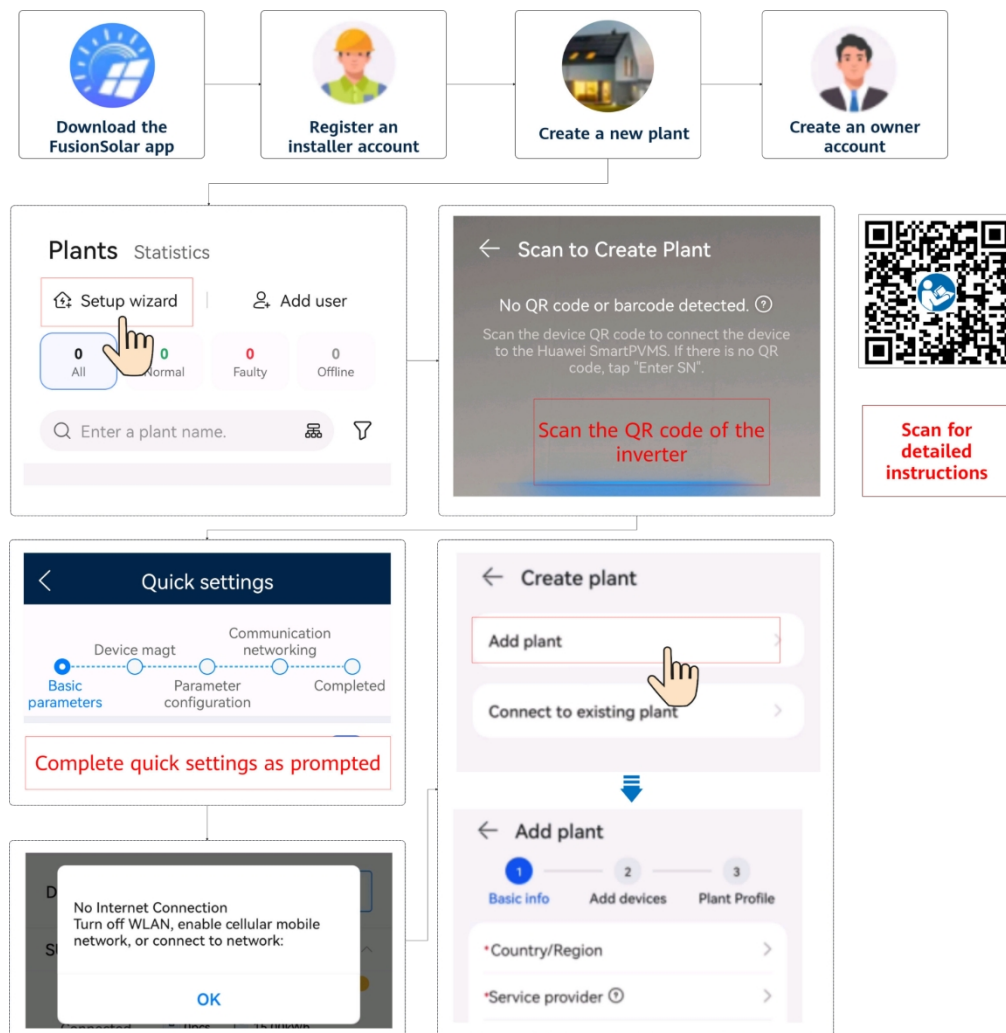 Download the
FusionSolar app
Register an
installer account
Create a new plant
Create an owner
account
Plants Statistics
Setup wizard
Add user
0
All
0
Normal
0
Faulty
0
Offline
Enter a plant name.
Scan to Create Plant
No QR code or barcode detected.
Scan the device QR code to connect the device
to the Huawei SmartPVMS. If there is no QR
code, tap "Enter SN".
Scan the QR code of the
inverter
Scan for
detailed
instructions
Quick settings
Basic
parameters
Device magt
Parameter
configuration
Communication
networking
Completed
Complete quick settings as prompted
No Internet Connection
Turn off WLAN, enable cellular mobile
network, or connect to network:
OK
Create plant
Add plant
Connect to existing plant
Add plant
1
Basic info
2
Add devices
3
Plant Profile
*Country/Region
*Service provider